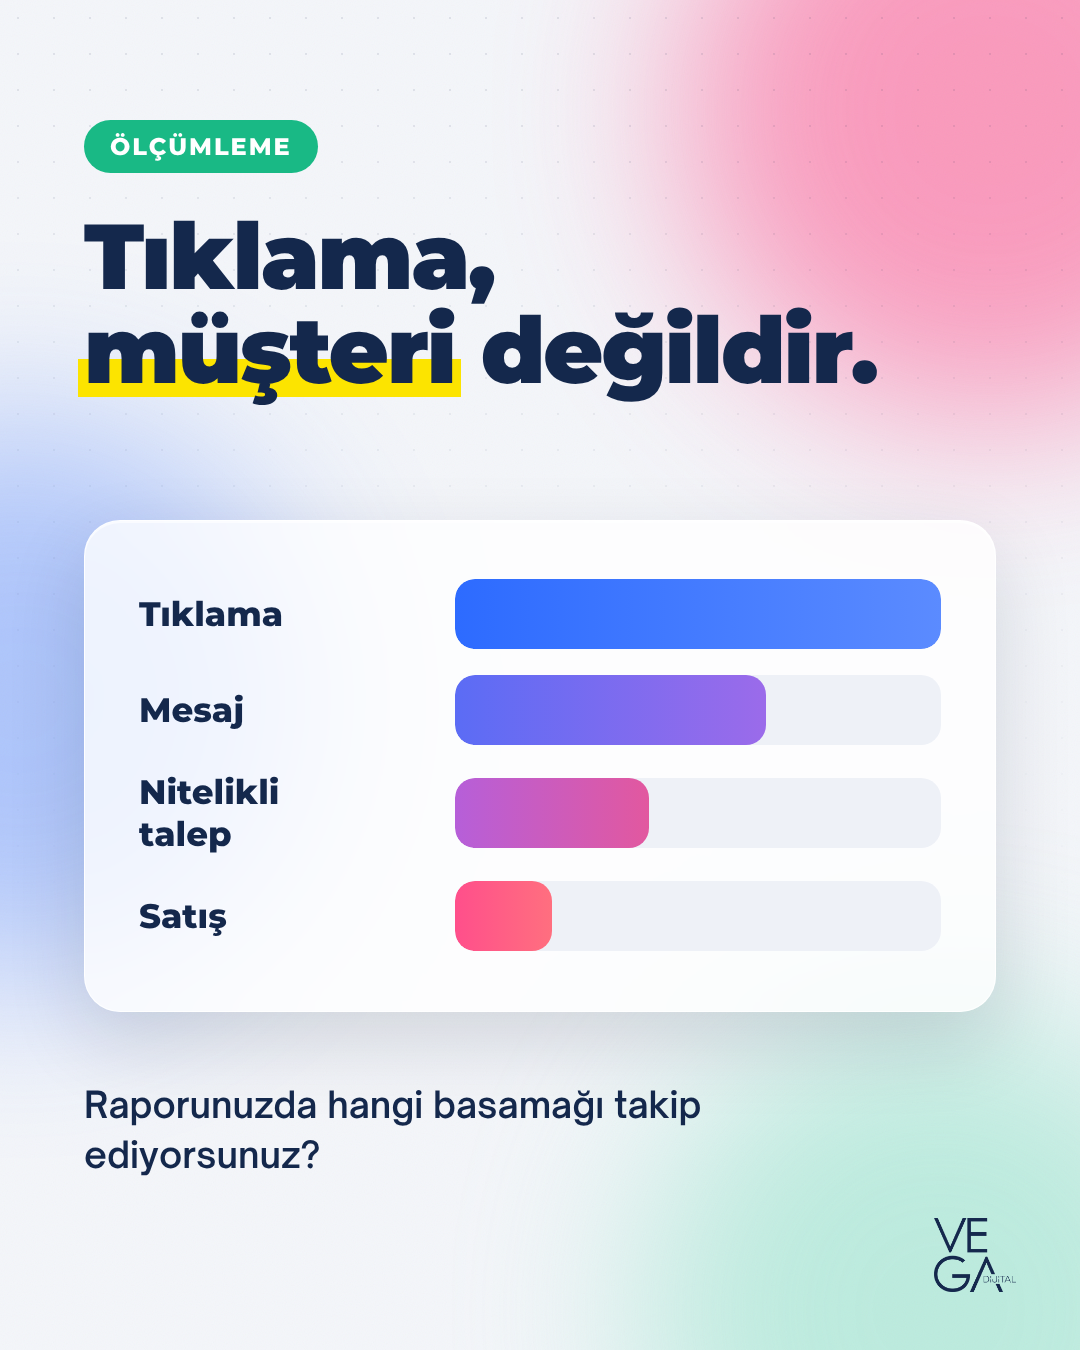 ÖLÇÜMLEME
Tıklama,
müşteri değildir.
Tıklama
Mesaj
Nitelikli
talep
Satış
Raporunuzda hangi basamağı takip
ediyorsunuz?
VE
GA
DİJİTAL